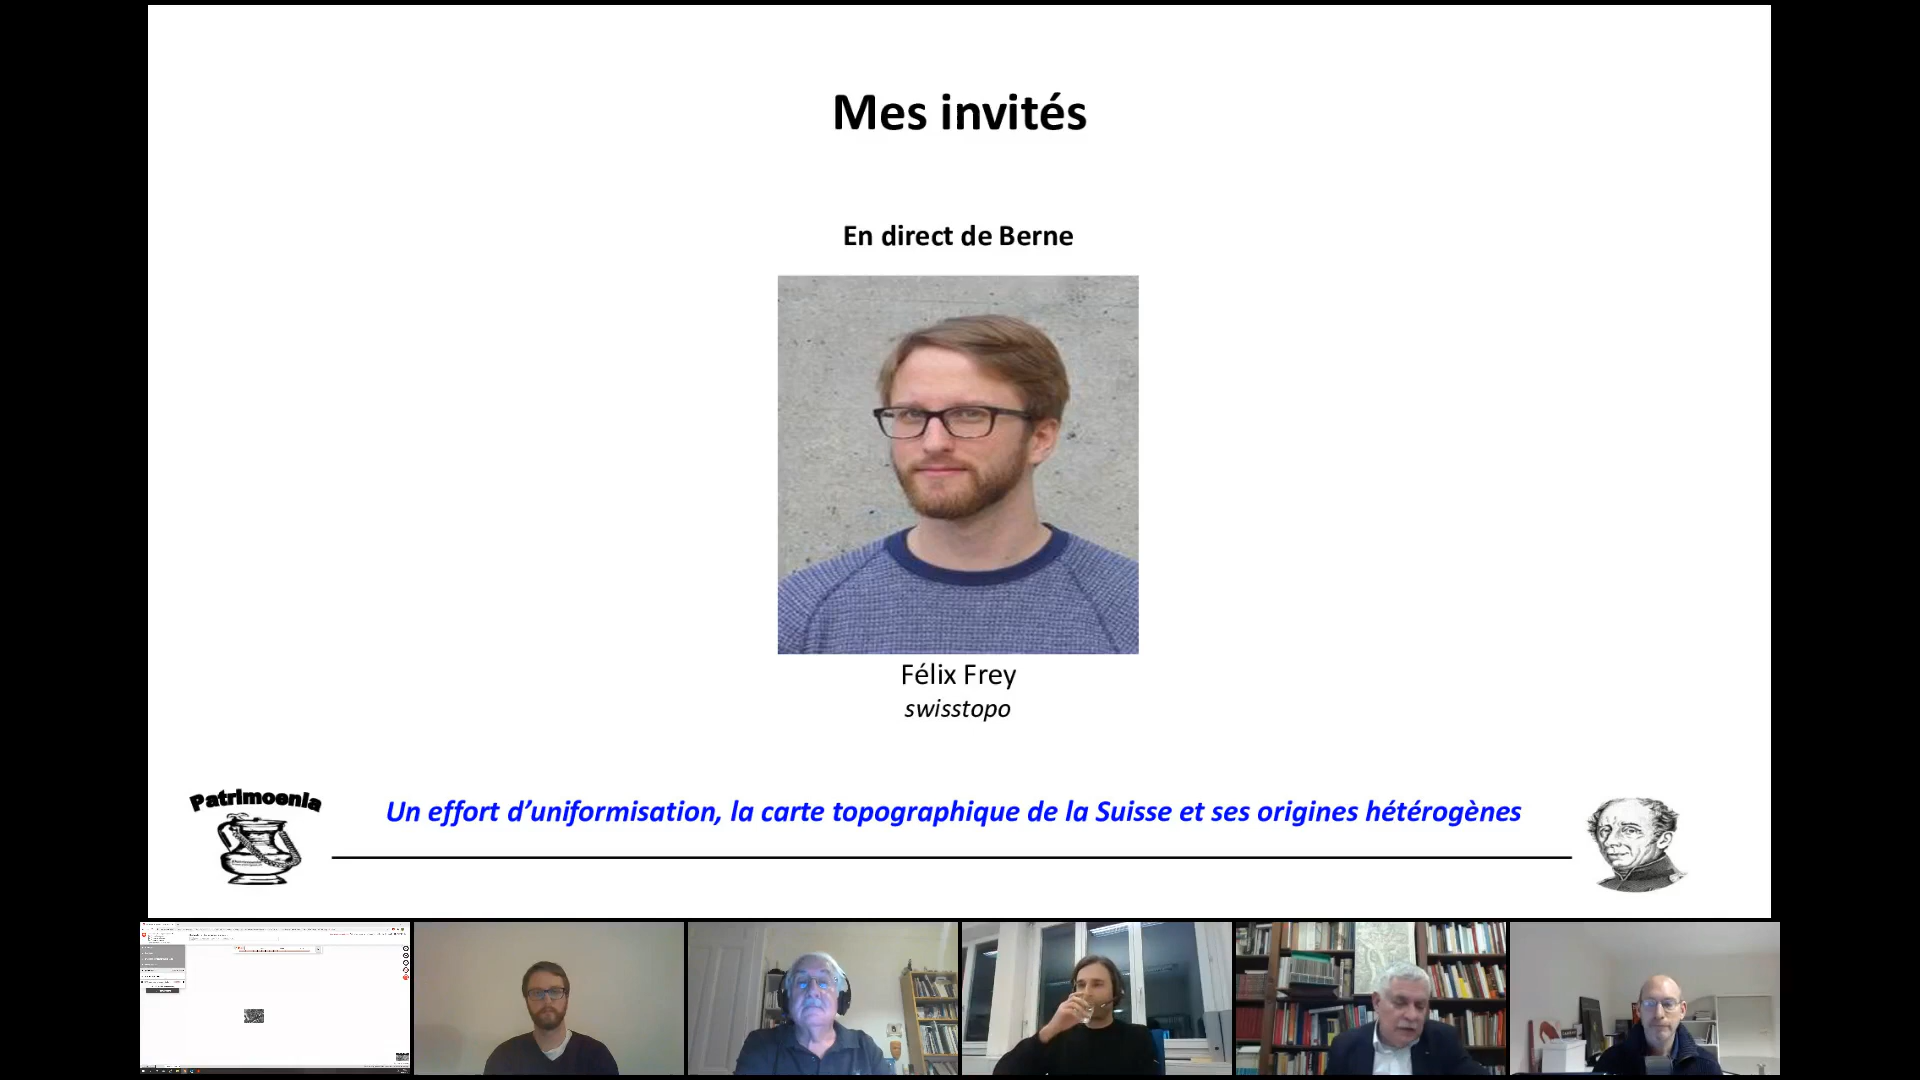 Mes invités
En direct de Berne
Félix Frey
swisstopo
Patrimoenia
Un effort d’uniformisation, la carte topographique de la Suisse et ses origines hétérogènes